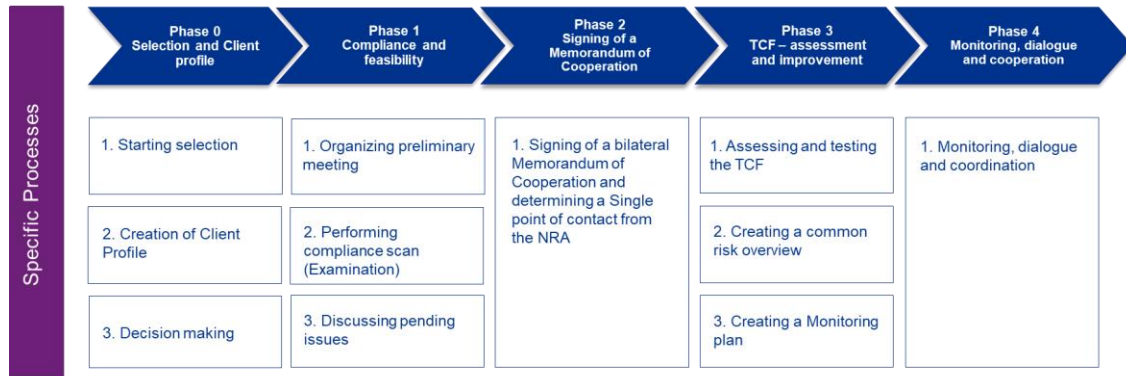 Phase 0
Selection and Client
profile
Phase 1
Compliance and
feasibility
Phase 2
Signing of a
Memorandum of
Cooperation
Phase 3
TCF – assessment
and improvement
Phase 4
Monitoring, dialogue
and cooperation
Specific Processes
1. Starting selection
2. Creation of Client
Profile
3. Decision making
1. Organizing preliminary
meeting
2. Performing
compliance scan
(Examination)
3. Discussing pending
issues
1. Signing of a bilateral
Memorandum of
Cooperation and
determining a Single
point of contact from
the NRA
1. Assessing and testing
the TCF
2. Creating a common
risk overview
3. Creating a Monitoring
plan
1. Monitoring, dialogue
and coordination